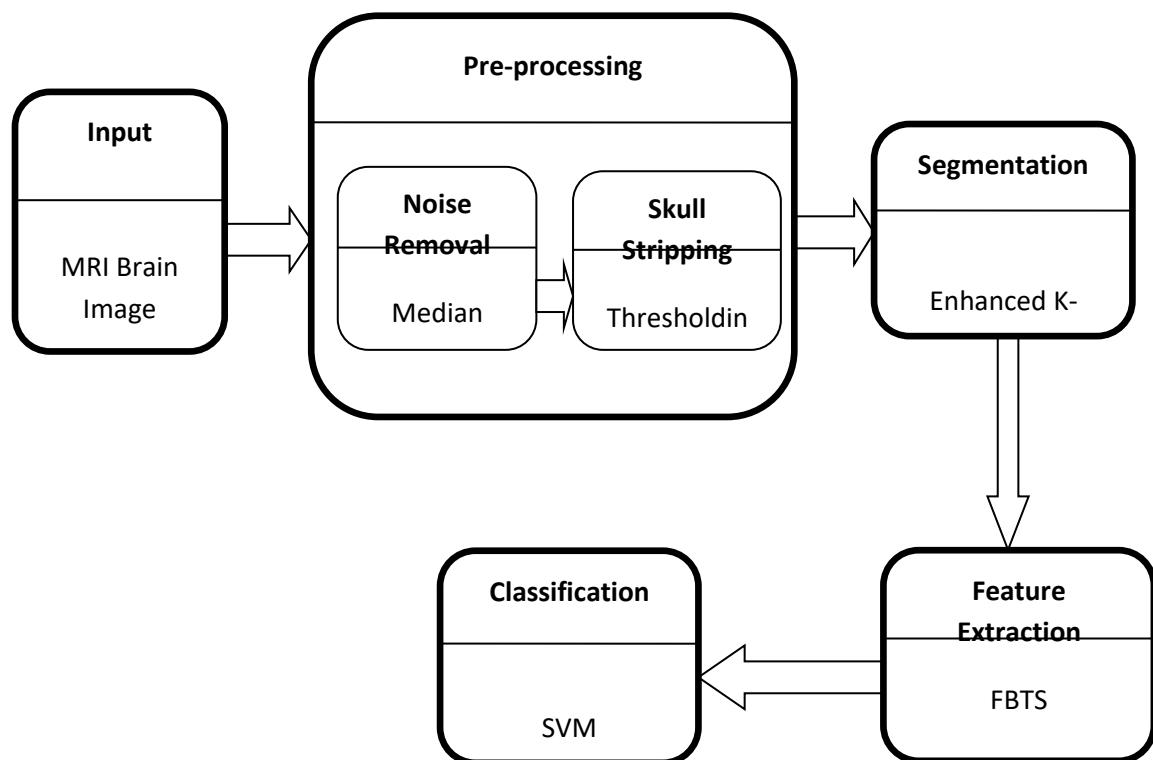 Pre-processing
Input
MRI Brain
Image
Noise
Removal
Median
Skull
Stripping
Thresholdin
Segmentation
Enhanced K-
Feature
Extraction
FBTS
Classification
SVM